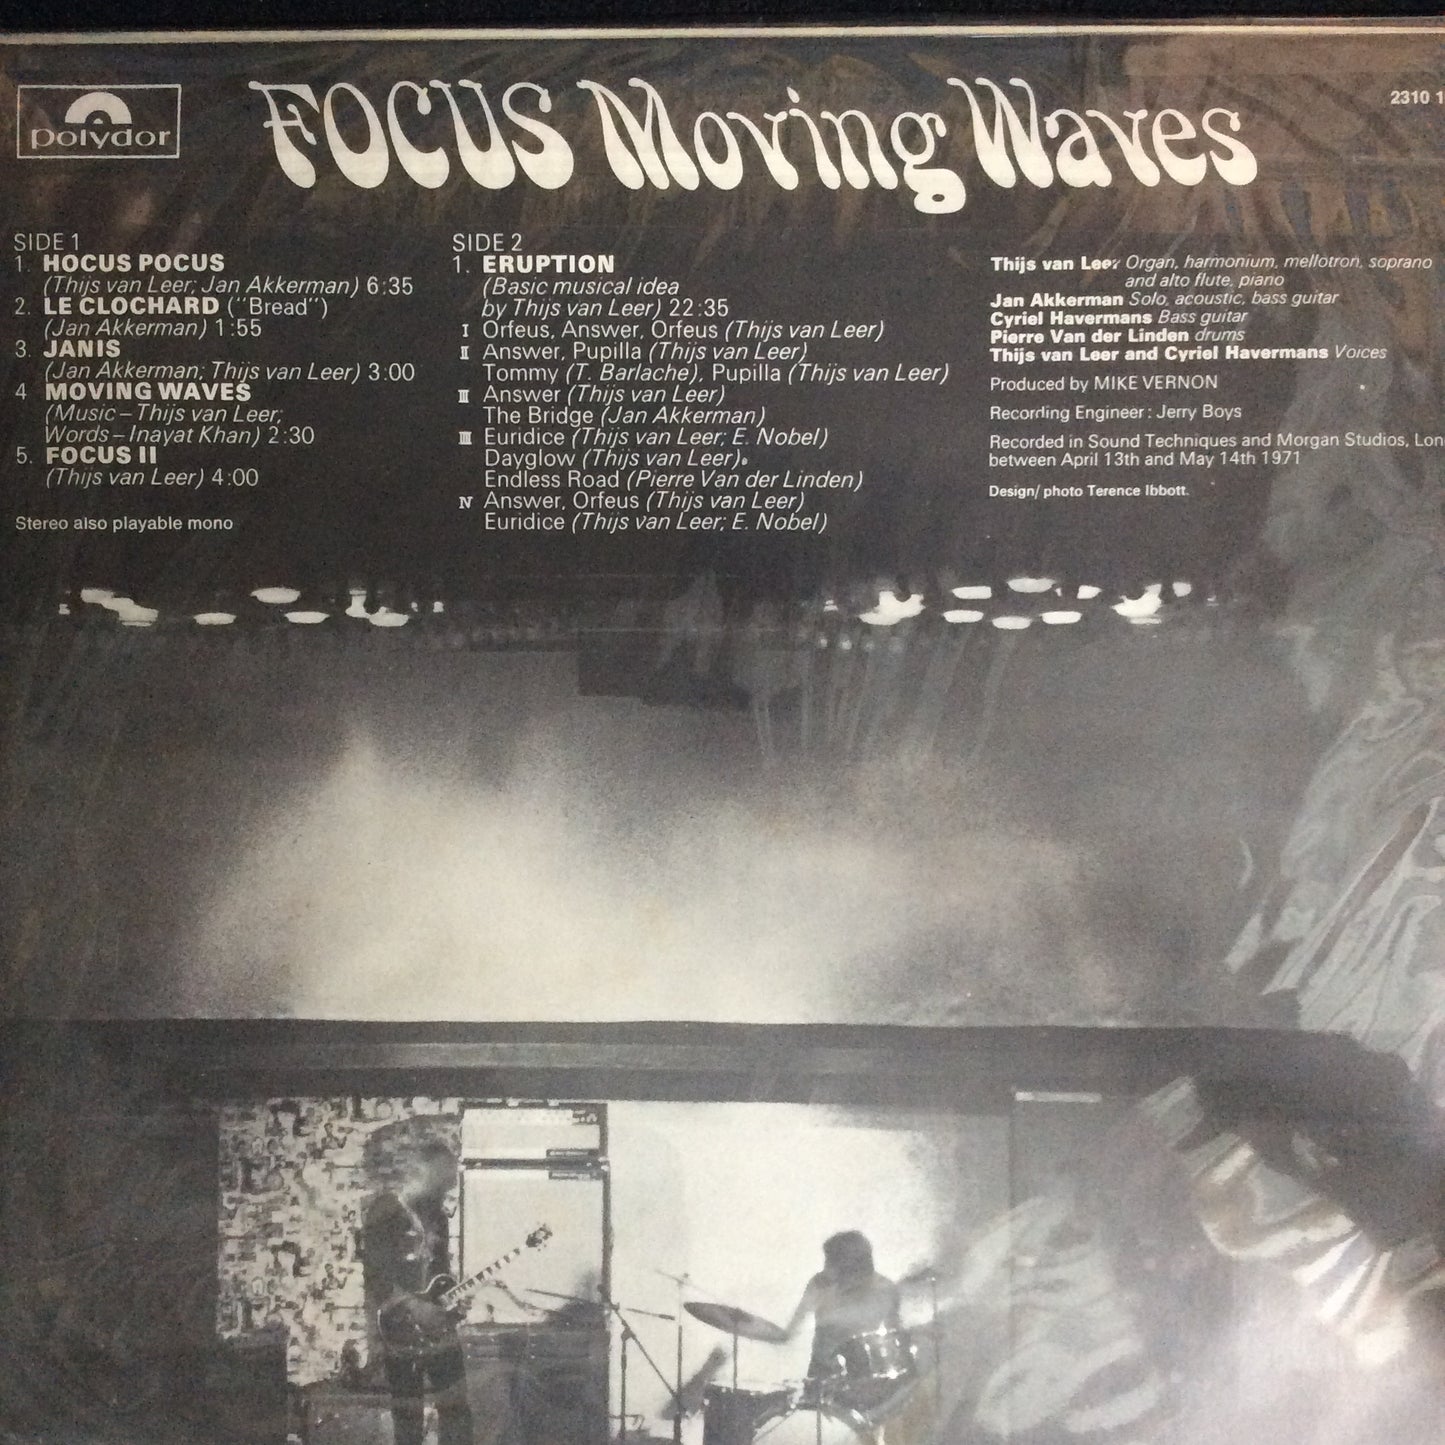 polydor
FOCUS Moving Waves
2310 1
SIDE 1
1. HOCUS POCUS
(Thijs van Leer; Jan Akkerman) 6:35
2. LE CLOCHARD ("Bread")
(Jan Akkerman) 1:55
3. JANIS
(Jan Akkerman; Thijs van Leer) 3:00
4 MOVING WAVES
(Music – Thijs van Leer;
Words – Inayat Khan) 2:30
5. FOCUS II
(Thijs van Leer) 4:00
Stereo also playable mono
SIDE 2
1. ERUPTION
(Basic musical idea
by Thijs van Leer) 22:35
I Orfeus, Answer, Orfeus (Thijs van Leer)
II Answer, Pupilla (Thijs van Leer)
Tommy (T. Barlache), Pupilla (Thijs van Leer)
III Answer (Thijs van Leer)
The Bridge (Jan Akkerman)
IIII Euridice (Thijs van Leer; E. Nobel)
Dayglow (Thijs van Leer).
Endless Road (Pierre Van der Linden)
IV Answer, Orfeus (Thijs van Leer)
Euridice (Thijs van Leer; E. Nobel)
Thijs van Leer Organ, harmonium, mellotron, soprano
and alto flute, piano
Jan Akkerman Solo, acoustic, bass guitar
Cyriel Havermans Bass guitar
Pierre Van der Linden drums
Thijs van Leer and Cyriel Havermans Voices
Produced by MIKE VERNON
Recording Engineer: Jerry Boys
Recorded in Sound Techniques and Morgan Studios, Lon
between April 13th and May 14th 1971
Design/photo Terence Ibbott.